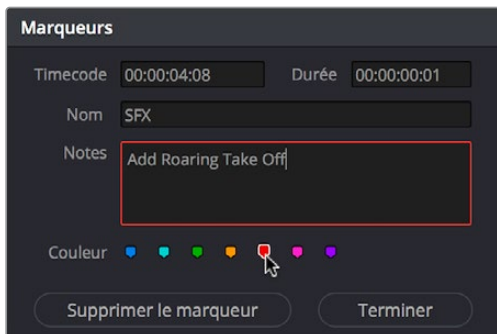 Marqueurs
Timecode 00:00:04:08 Durée 00:00:00:01
Nom SFX
Notes Add Roaring Take Off
Couleur
Supprimer le marqueur Terminer